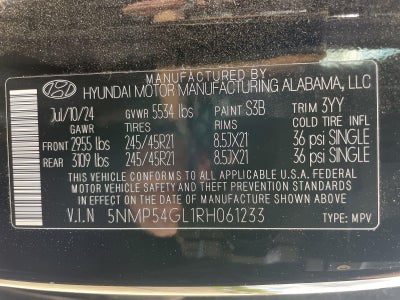 MANUFACTURED BY
HYUNDAI MOTOR MANUFACTURING ALABAMA, LLC
Jul/10/24 GVWR 5534 lbs PAINT S3B TRIM 3YY
GAWR TIRES RIMS COLD TIRE INFL
FRONT 2955 lbs 245/45R21 8.5JX21 36 psi SINGLE
REAR 3109 lbs 245/45R21 8.5JX21 36 psi SINGLE
THIS VEHICLE CONFORMS TO ALL APPLICABLE U.S.A FEDERAL
MOTOR VEHICLE SAFETY AND THEFT PREVENTION STANDARDS
IN EFFECT ON THE DATE OF MANUFACTURE SHOWN ABOVE.
V.I.N 5NMP54GL1RH061233 TYPE: MPV